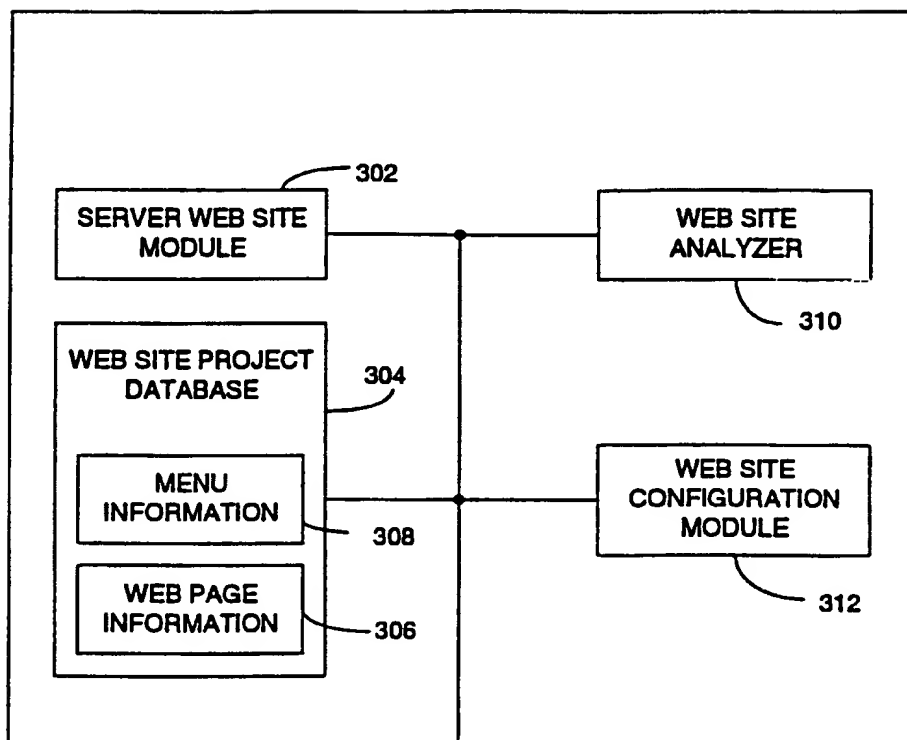 302
SERVER WEB SITE
MODULE
WEB SITE
ANALYZER
310
WEB SITE PROJECT
DATABASE
304
MENU
INFORMATION
308
WEB PAGE
INFORMATION
306
WEB SITE
CONFIGURATION
MODULE
312